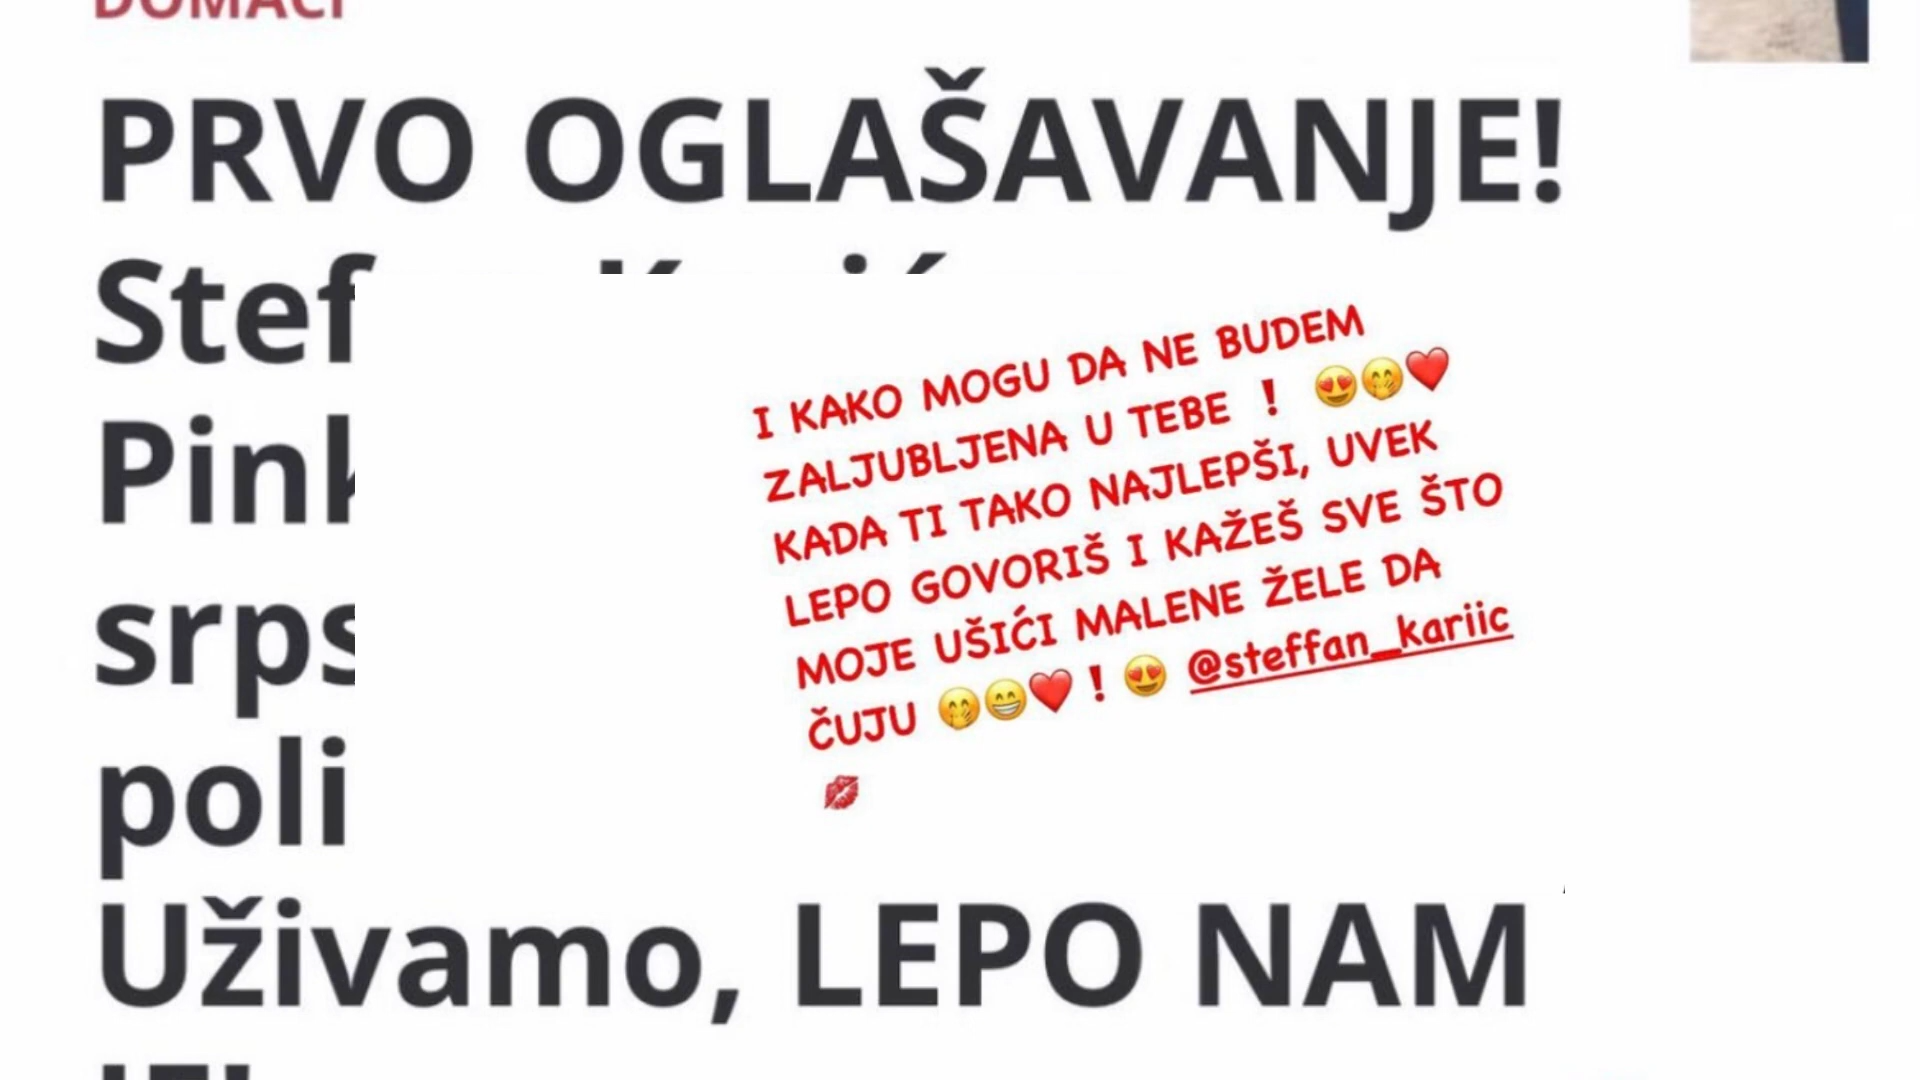 DOMAĆI
PRVO OGLAŠAVANJE!
Stef
Pink
srps
poli
Uživamo, LEPO NAM
JE!
I KAKO MOGU DA NE BUDEM
ZALJUBLJENA U TEBE ! 😍🤭❤️
KADA TI TAKO NAJLEPŠI, UVEK
LEPO GOVORIŠ I KAŽEŠ SVE ŠTO
MOJE UŠIĆI MALENE ŽELE DA
ČUJU 🤭😁❤️ ! 😍 @steffan_kariic
💋